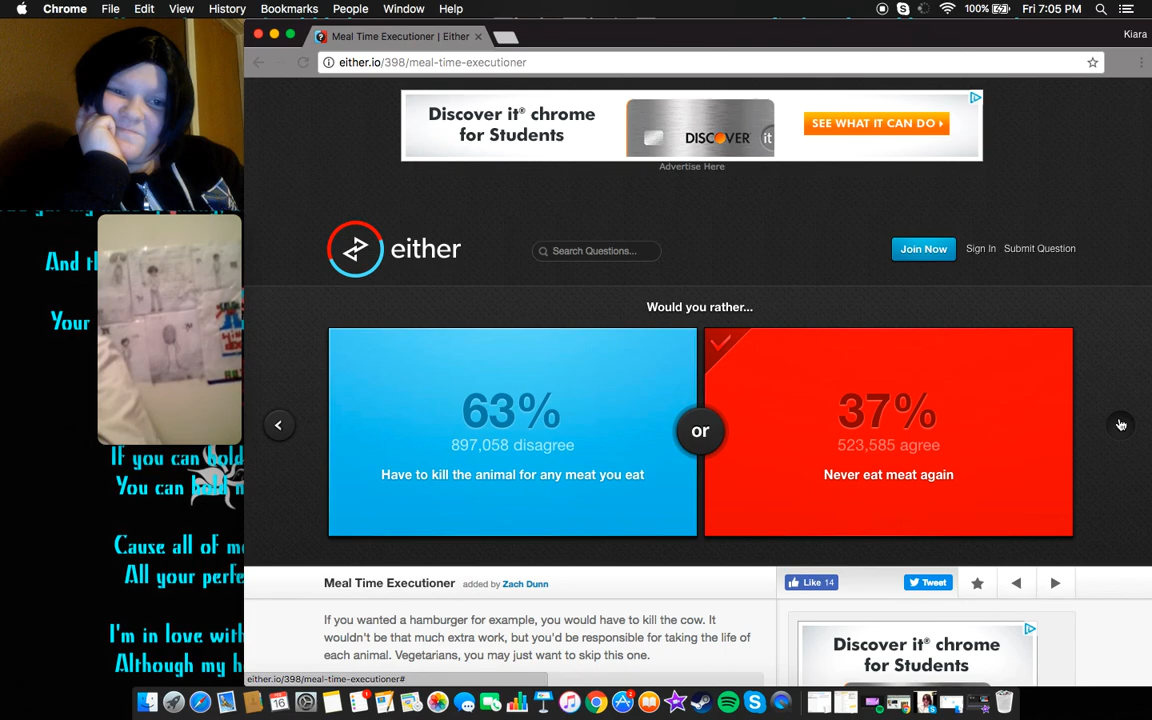 Chrome File Edit View History Bookmarks People Window Help 100% Fri 7:05 PM
Meal Time Executioner | Either
Kiara
either.io/398/meal-time-executioner
Discover it® chrome
for Students
DISCOVER it
SEE WHAT IT CAN DO
Advertise Here
either
Search Questions...
Join Now Sign In Submit Question
Would you rather...
63%
897,058 disagree
Have to kill the animal for any meat you eat
or
37%
523,585 agree
Never eat meat again
And th
Your
If you can hold
You can hold m
Cause all of me
All your perfe
I'm in love with
Although my h
Meal Time Executioner added by Zach Dunn
Like 14
Tweet
If you wanted a hamburger for example, you would have to kill the cow. It
wouldn't be that much extra work, but you'd be responsible for taking the life of
each animal. Vegetarians, you may just want to skip this one.
Discover it® chrome
for Students
either.io/398/meal-time-executioner#